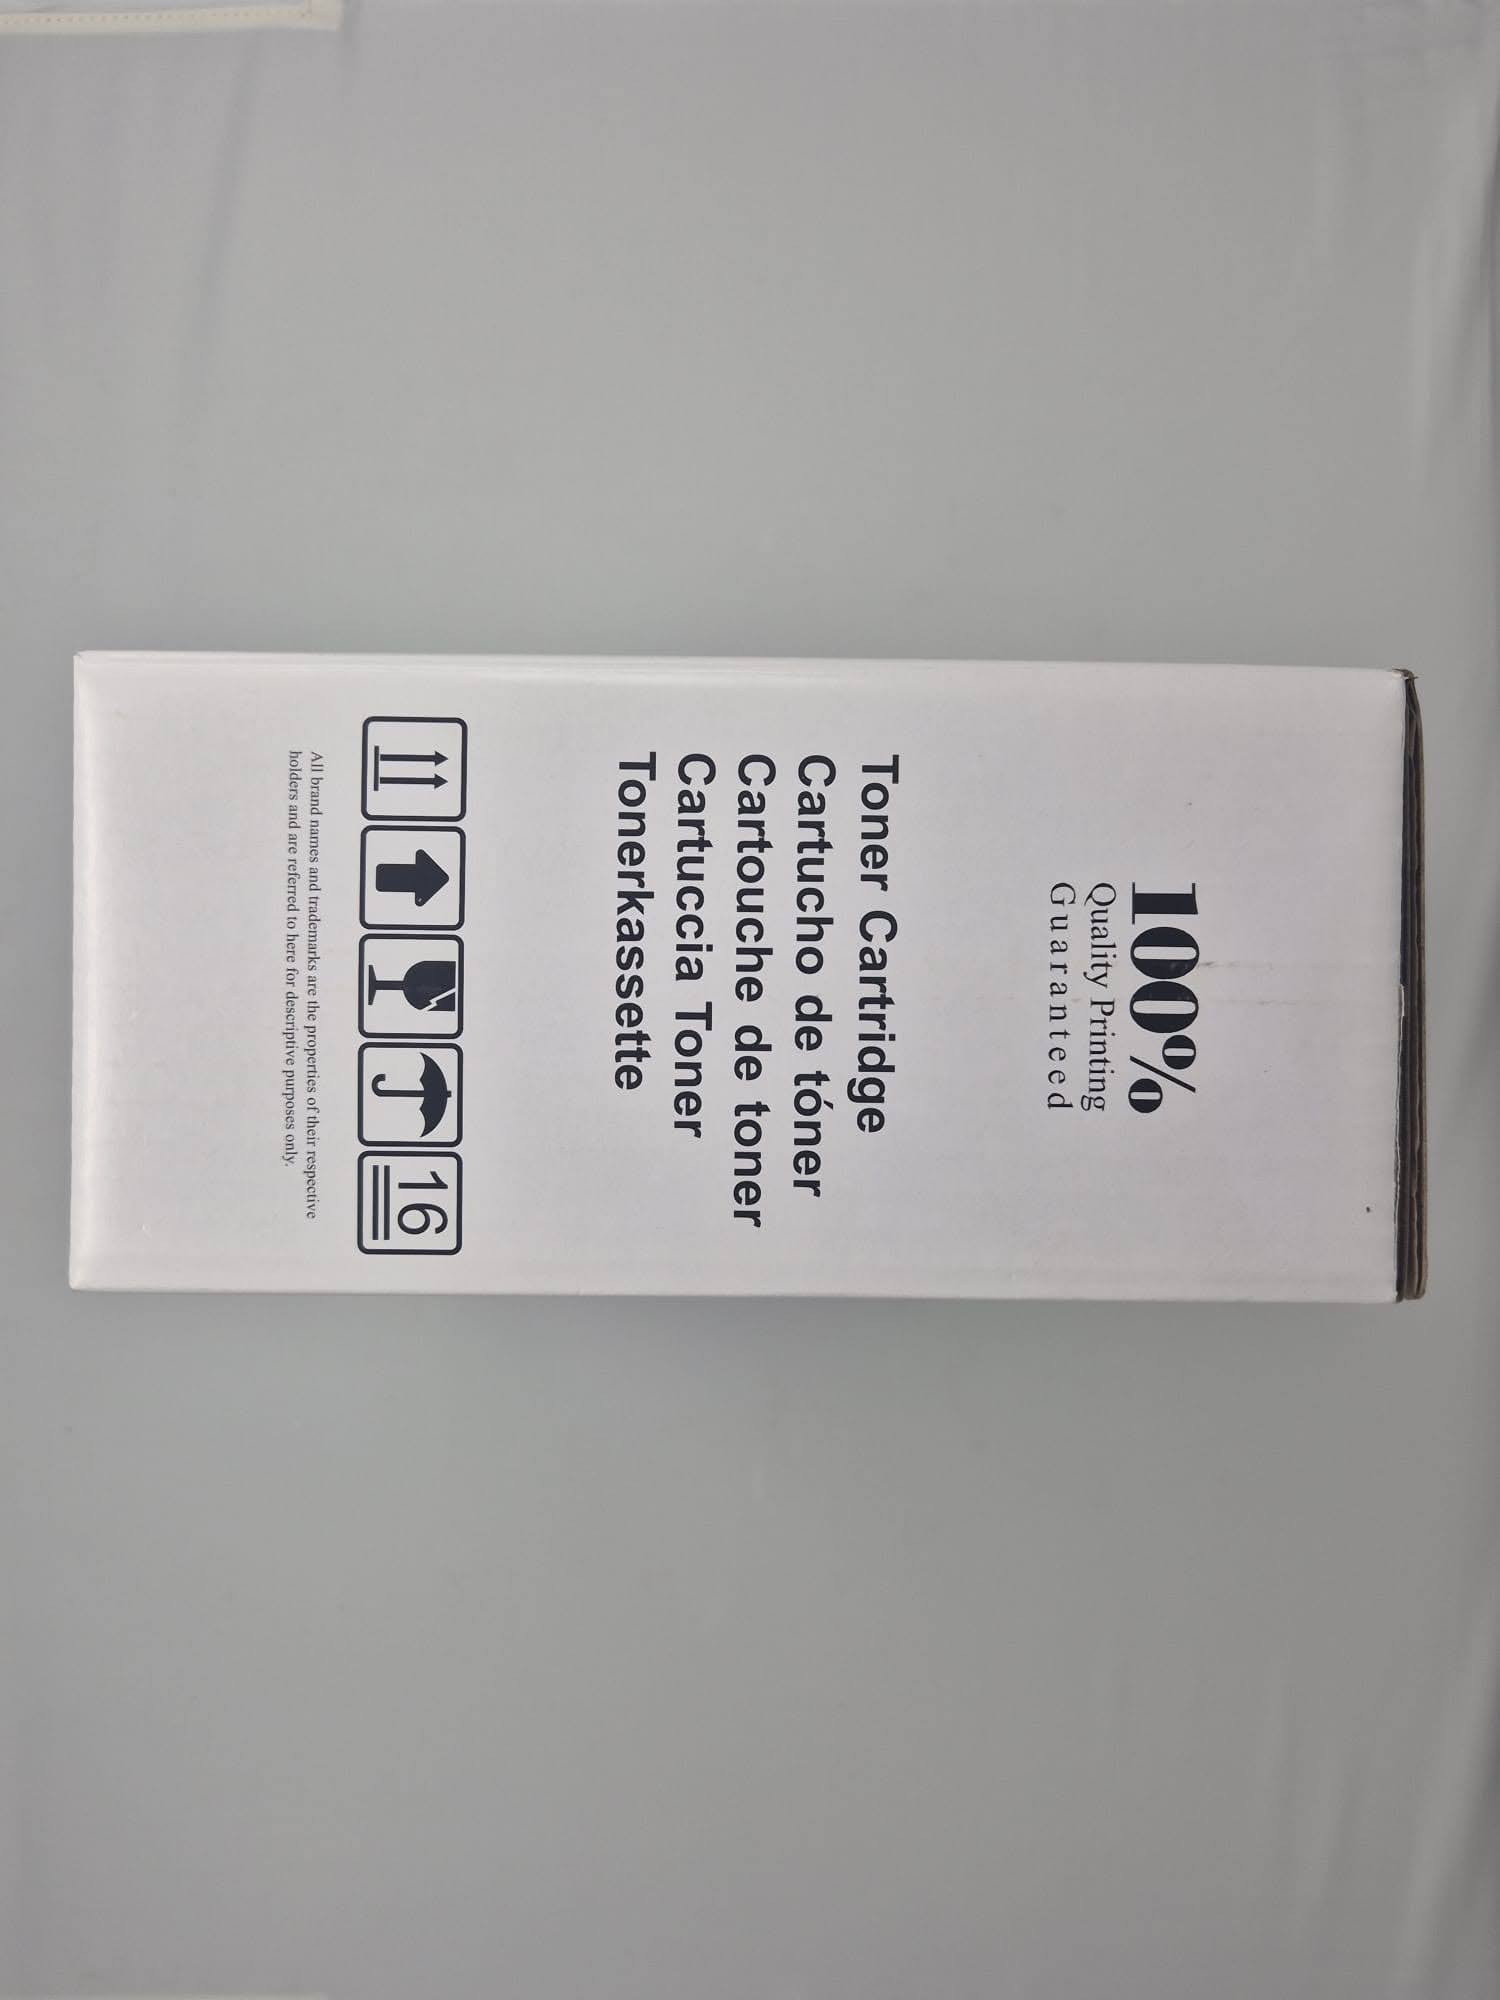 100%
Quality Printing
Guaranteed
Toner Cartridge
Cartucho de tóner
Cartouche de toner
Cartuccia Toner
Tonerkassette
16
All brand names and trademarks are the properties of their respective
holders and are referred to here for descriptive purposes only.